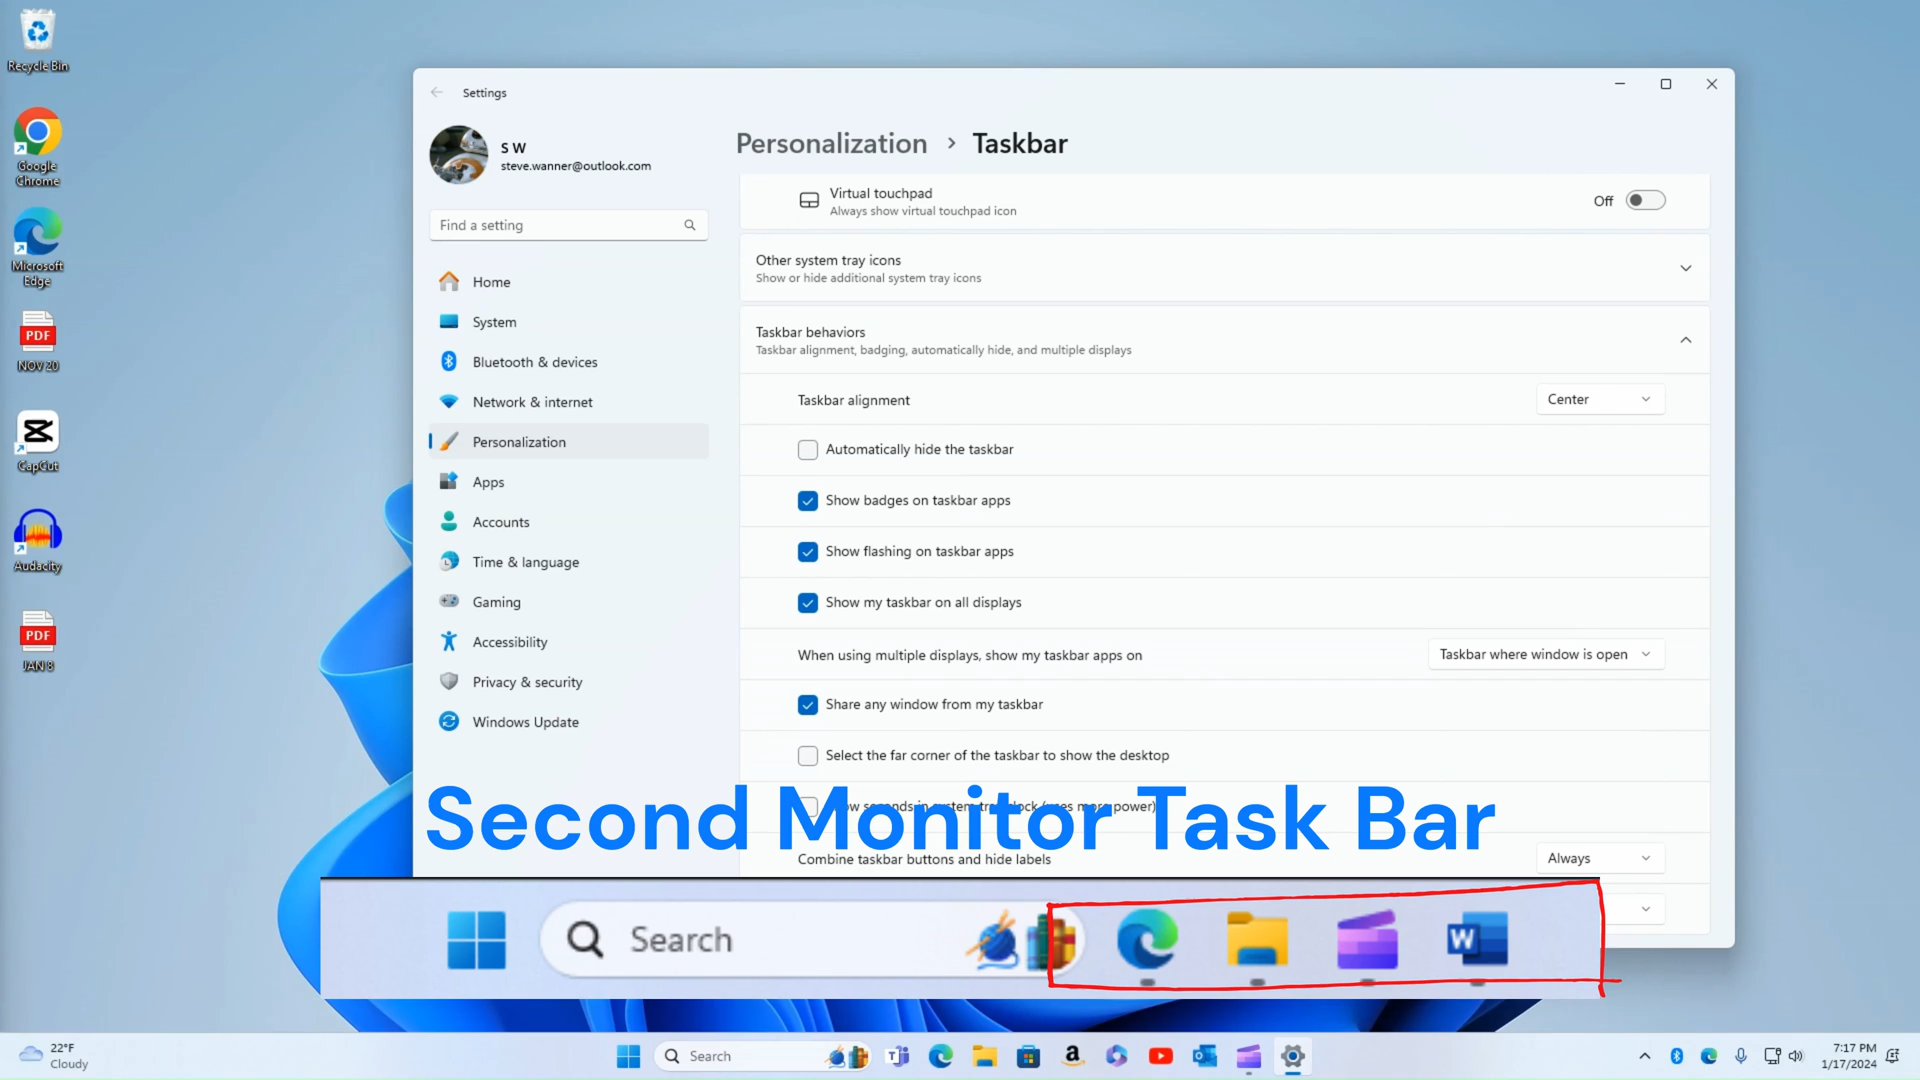 Recycle Bin
Google
Chrome
Microsoft
Edge
PDF
NOV 20
CapCut
Audacity
PDF
JAN 8
Settings
S W
steve.wanner@outlook.com
Find a setting
Home
System
Bluetooth & devices
Network & internet
Personalization
Apps
Accounts
Time & language
Gaming
Accessibility
Privacy & security
Windows Update
Personalization > Taskbar
Virtual touchpad
Always show virtual touchpad icon
Off
Other system tray icons
Show or hide additional system tray icons
Taskbar behaviors
Taskbar alignment, badging, automatically hide, and multiple displays
Taskbar alignment
Center
Automatically hide the taskbar
Show badges on taskbar apps
Show flashing on taskbar apps
Show my taskbar on all displays
When using multiple displays, show my taskbar apps on
Taskbar where window is open
Share any window from my taskbar
Select the far corner of the taskbar to show the desktop
(uses more power)
Second Monitor Task Bar
Combine taskbar buttons and hide labels
Always
Search
W
22°F
Cloudy
Search
7:17 PM
1/17/2024